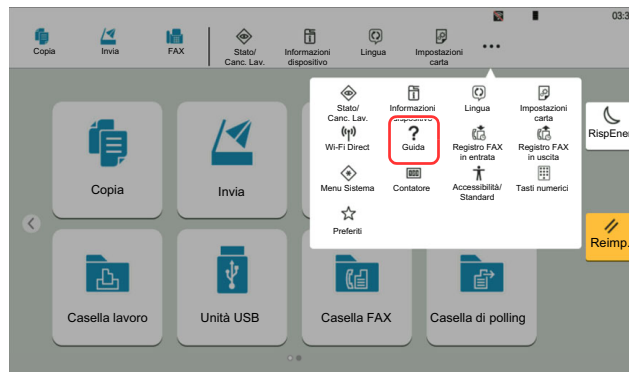 03:3
Copia
Invia
FAX
Stato/
Canc. Lav.
Informazioni
dispositivo
Lingua
Impostazioni
carta
Stato/
Canc. Lav.
Informazioni
dispositivo
Lingua
Impostazioni
carta
Wi-Fi Direct
Guida
Registro FAX
in entrata
Registro FAX
in uscita
Menu Sistema
Contatore
Accessibilità/
Standard
Tasti numerici
Preferiti
RispEner
Reimp.
Copia
Invia
Casella lavoro
Unità USB
Casella FAX
Casella di polling